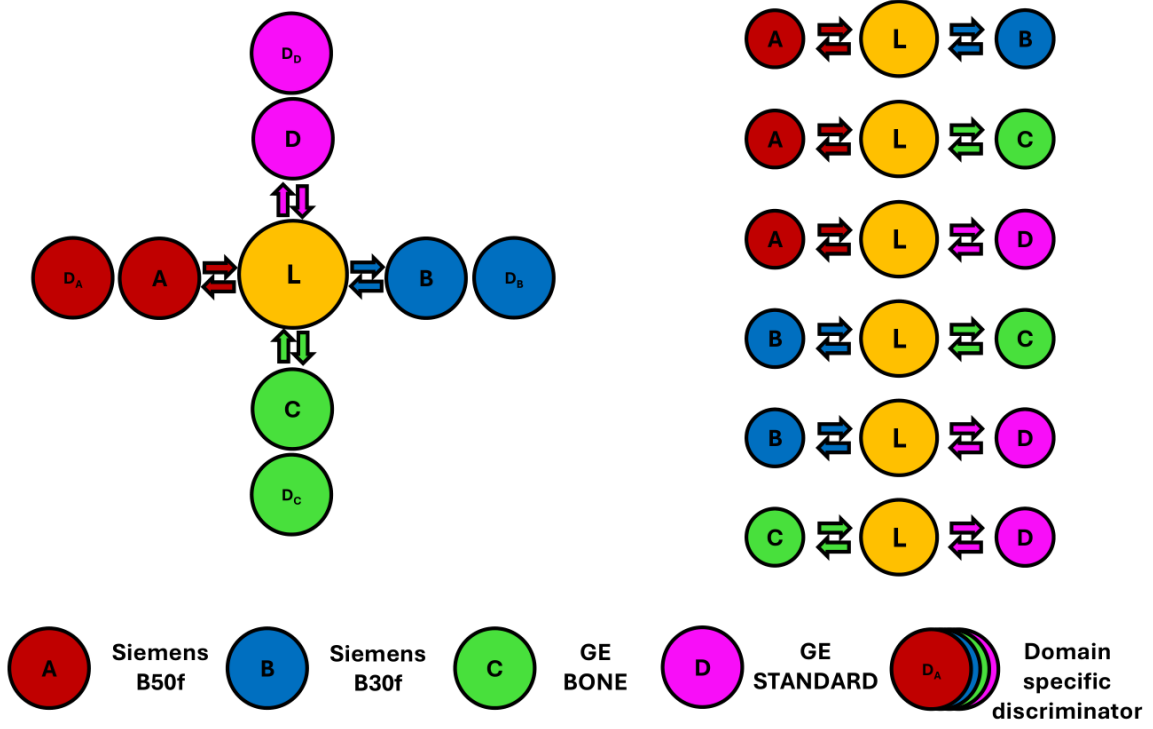 D_D
D
D_A A L B D_B
C
D_C
A L B
A L C
A L D
B L C
B L D
C L D
A Siemens B50f
B Siemens B30f
C GE BONE
D GE STANDARD
D_A Domain specific discriminator